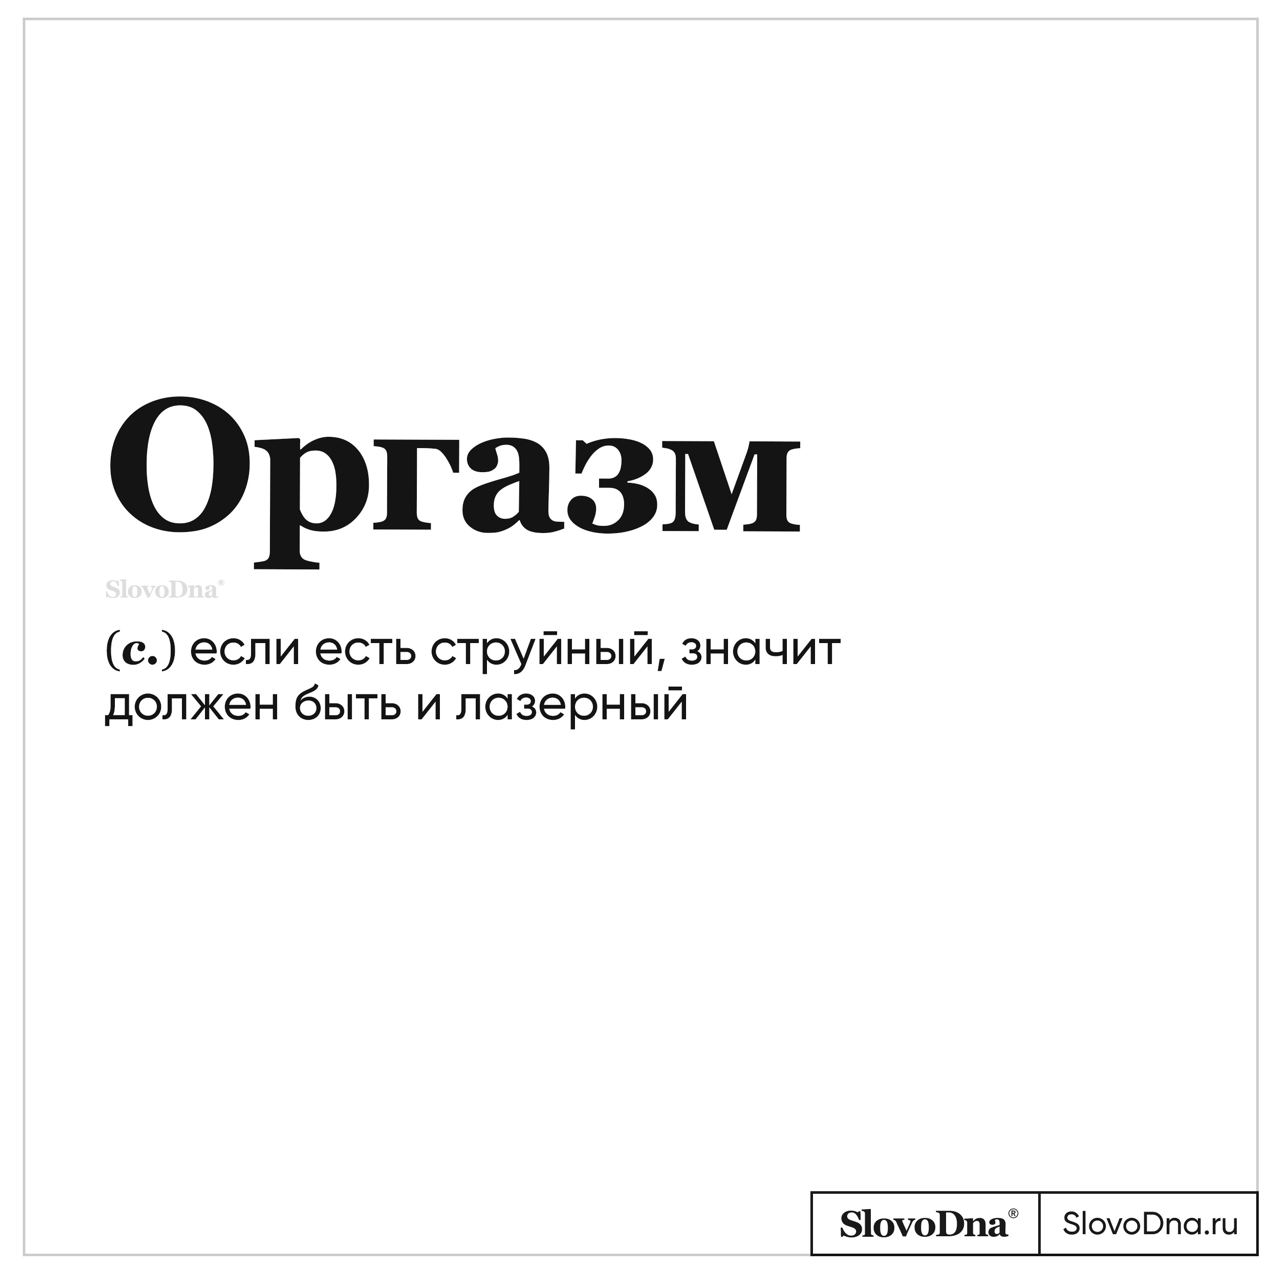 Оргазм
SlovoDna®
(с.) если есть струйный, значит
должен быть и лазерный
SlovoDna® SlovoDna.ru